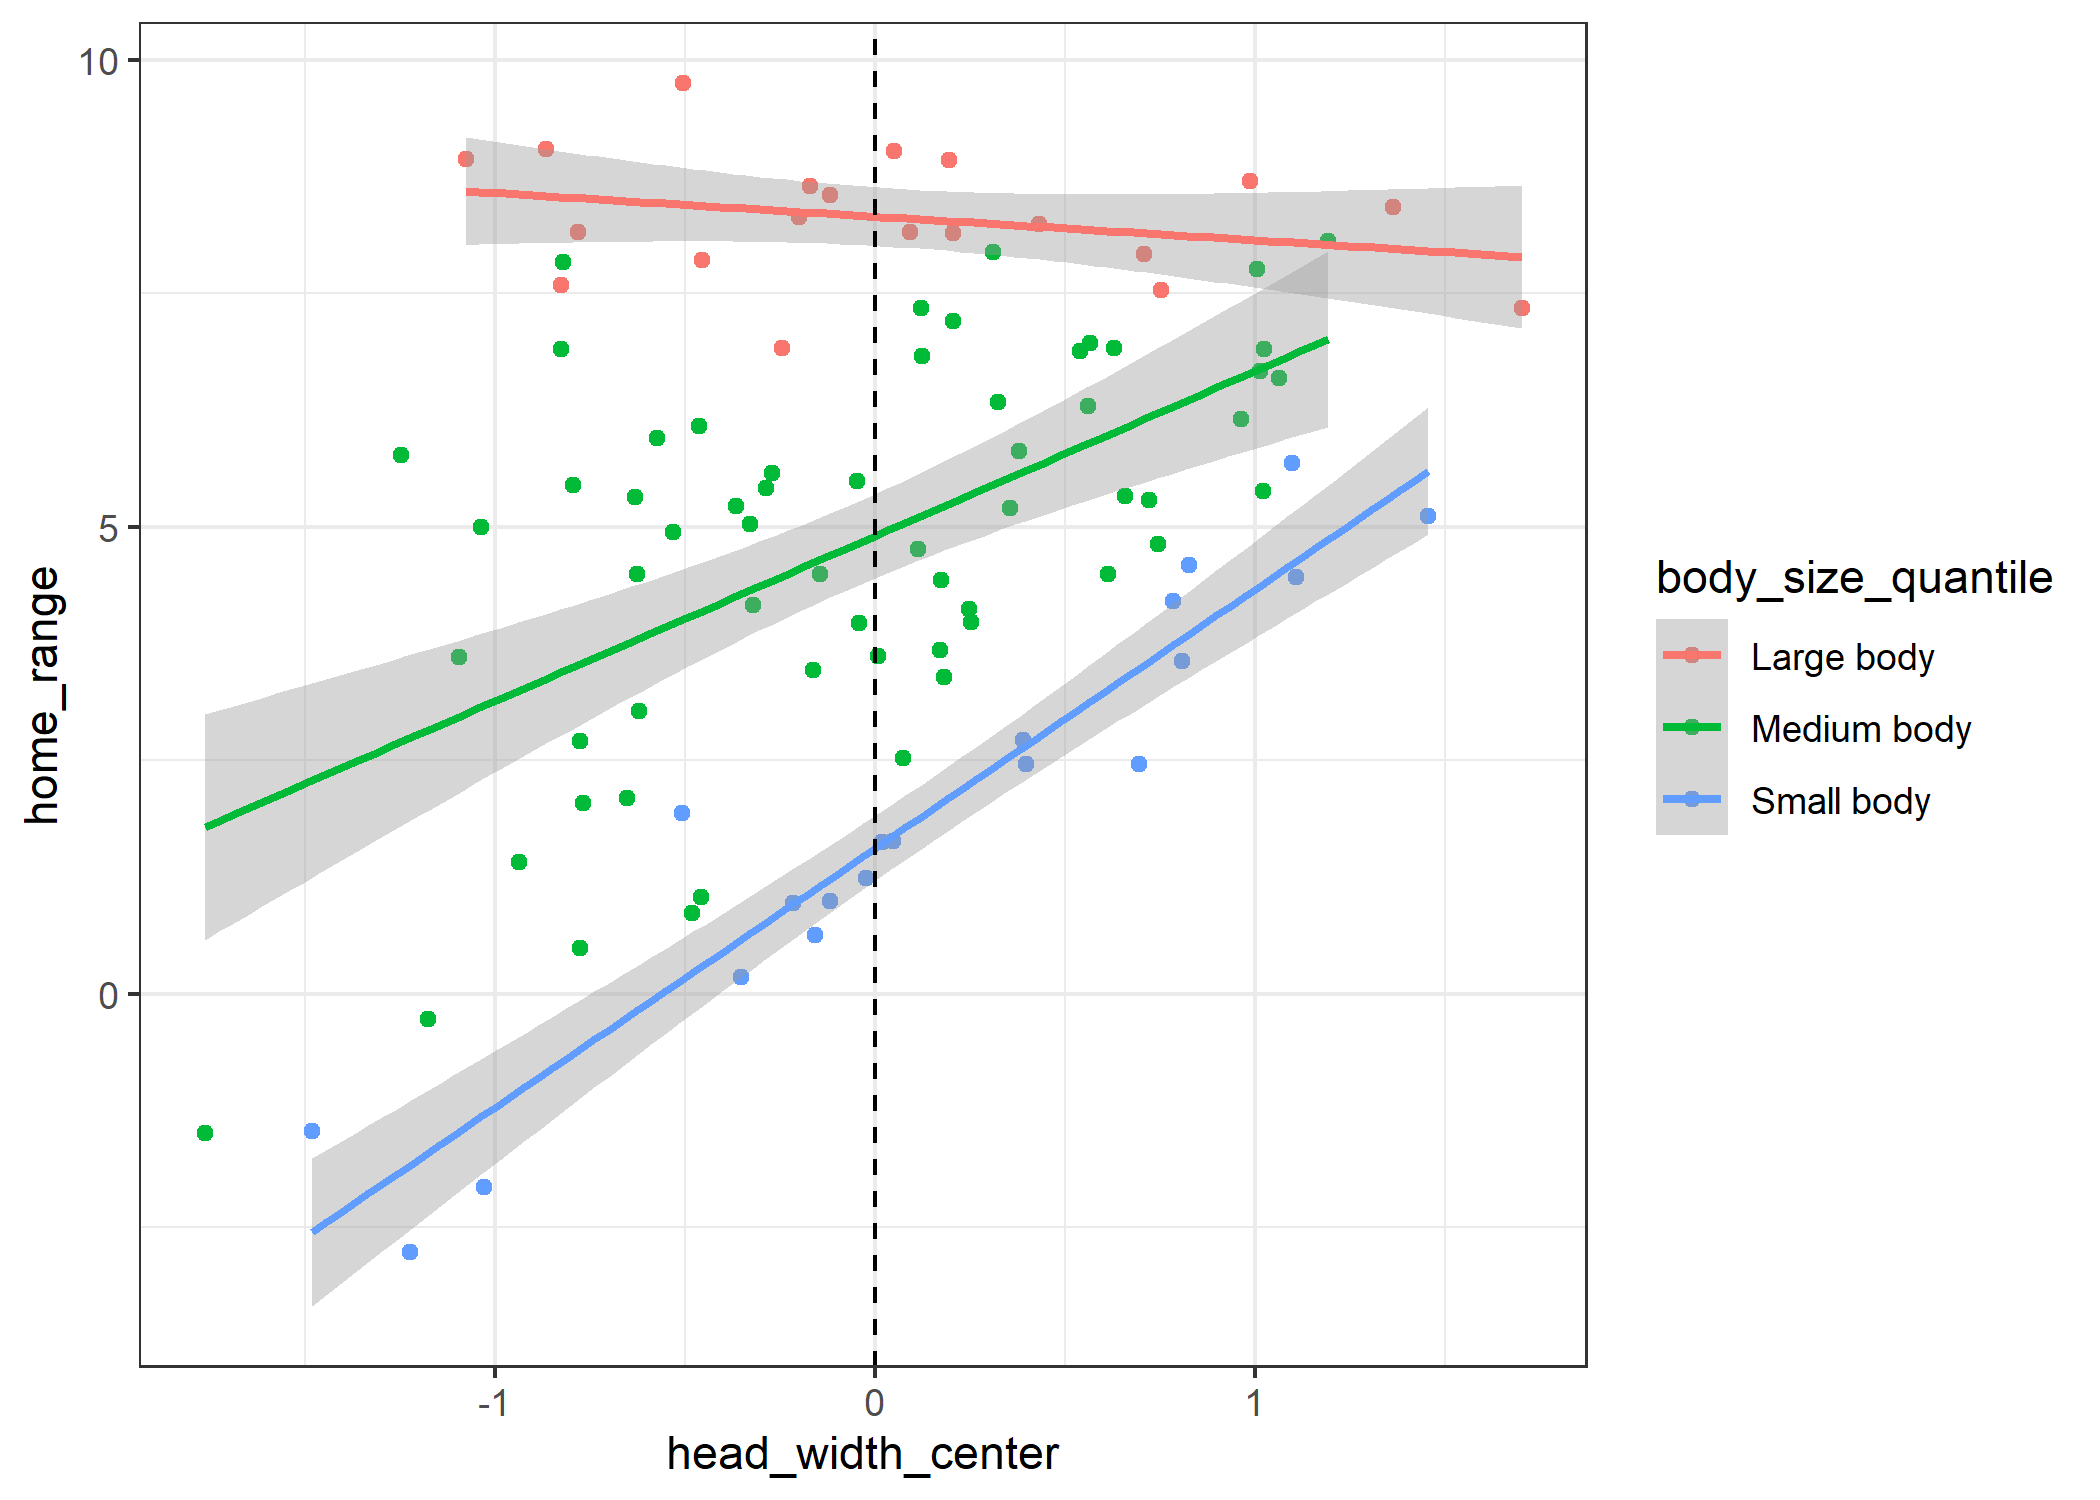 10
5
0
home_range
-1
0
1
head_width_center
body_size_quantile
Large body
Medium body
Small body